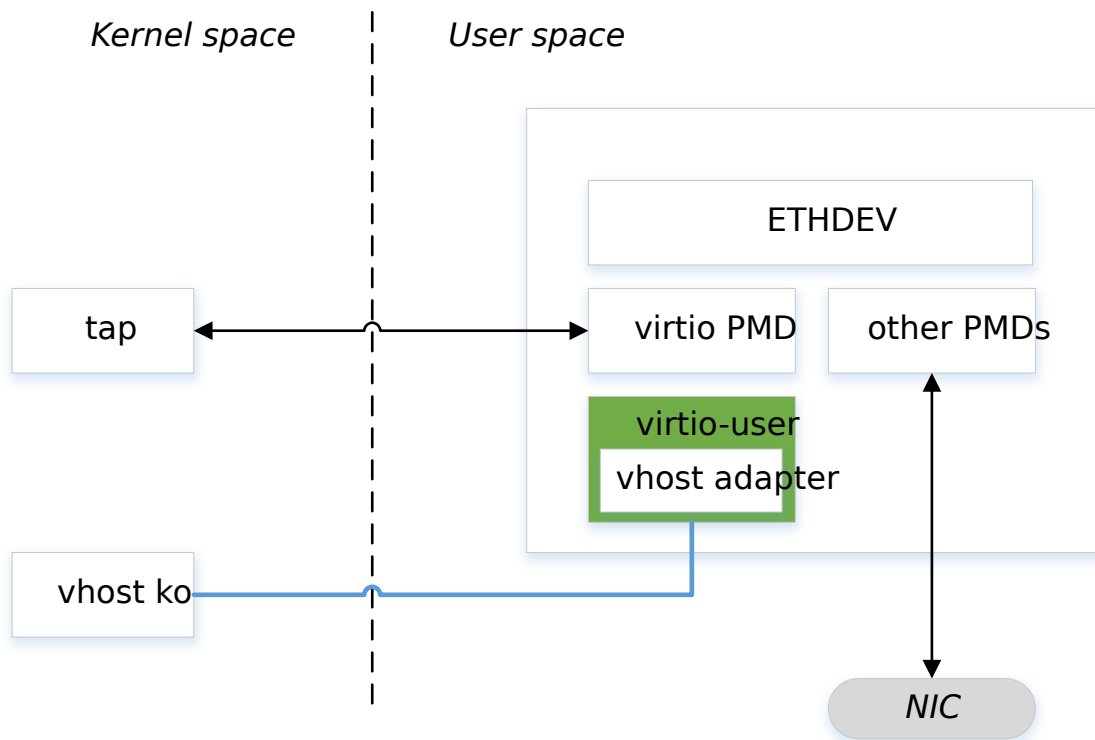 Kernel space
User space
ETHDEV
tap
virtio PMD
other PMDs
virtio-user
vhost adapter
vhost ko
NIC